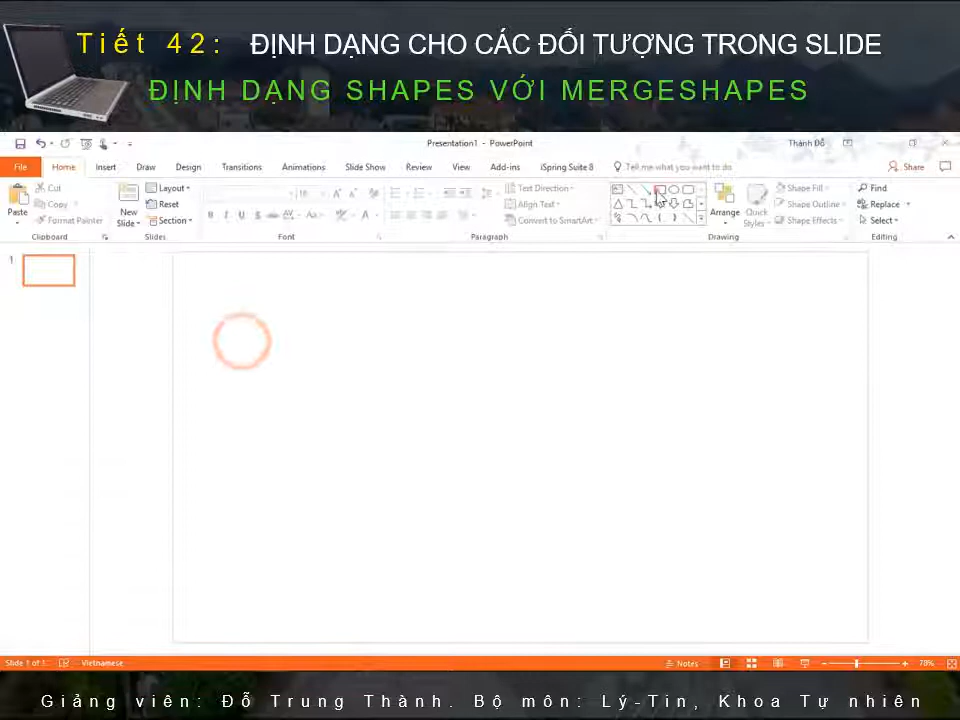 Tiết 42: ĐỊNH DẠNG CHO CÁC ĐỐI TƯỢNG TRONG SLIDE
ĐỊNH DẠNG SHAPES VỚI MERGESHAPES
Presentation1 - PowerPoint
Thành Đỗ
File Home Insert Draw Design Transitions Animations Slide Show Review View Add-ins iSpring Suite 8 Tell me what you want to do Share
Cut Layout Text Direction Shape Fill Find
Copy Reset Align Text Shape Outline Replace
Paste Format Painter New Slide Section Convert to SmartArt Arrange Quick Styles Shape Effects Select
Clipboard Slides Font Paragraph Drawing Editing
1
Slide 1 of 1 Vietnamese Notes 78%
Giảng viên: Đỗ Trung Thành. Bộ môn: Lý-Tin, Khoa Tự nhiên